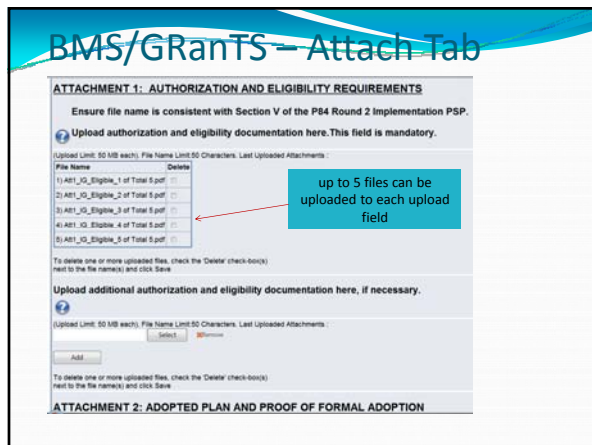 BMS/GRanTS – Attach Tab
ATTACHMENT 1: AUTHORIZATION AND ELIGIBILITY REQUIREMENTS
Ensure file name is consistent with Section V of the P84 Round 2 Implementation PSP.
Upload authorization and eligibility documentation here.This field is mandatory.
(Upload Limit: 50 MB each). File Name Limit:50 Characters. Last Uploaded Attachments :
File Name Delete
1) Att1_IG_Eligible_1 of Total 5.pdf
2) Att1_IG_Eligible_2 of Total 5.pdf
3) Att1_IG_Eligible_3 of Total 5.pdf
4) Att1_IG_Eligible_4 of Total 5.pdf
5) Att1_IG_Eligible_5 of Total 5.pdf
up to 5 files can be
uploaded to each upload
field
To delete one or more uploaded files, check the 'Delete' check-box(s)
next to the file name(s) and click Save
Upload additional authorization and eligibility documentation here, if necessary.
(Upload Limit: 50 MB each). File Name Limit:50 Characters. Last Uploaded Attachments :
Select Remove
Add
To delete one or more uploaded files, check the 'Delete' check-box(s)
next to the file name(s) and click Save
ATTACHMENT 2: ADOPTED PLAN AND PROOF OF FORMAL ADOPTION